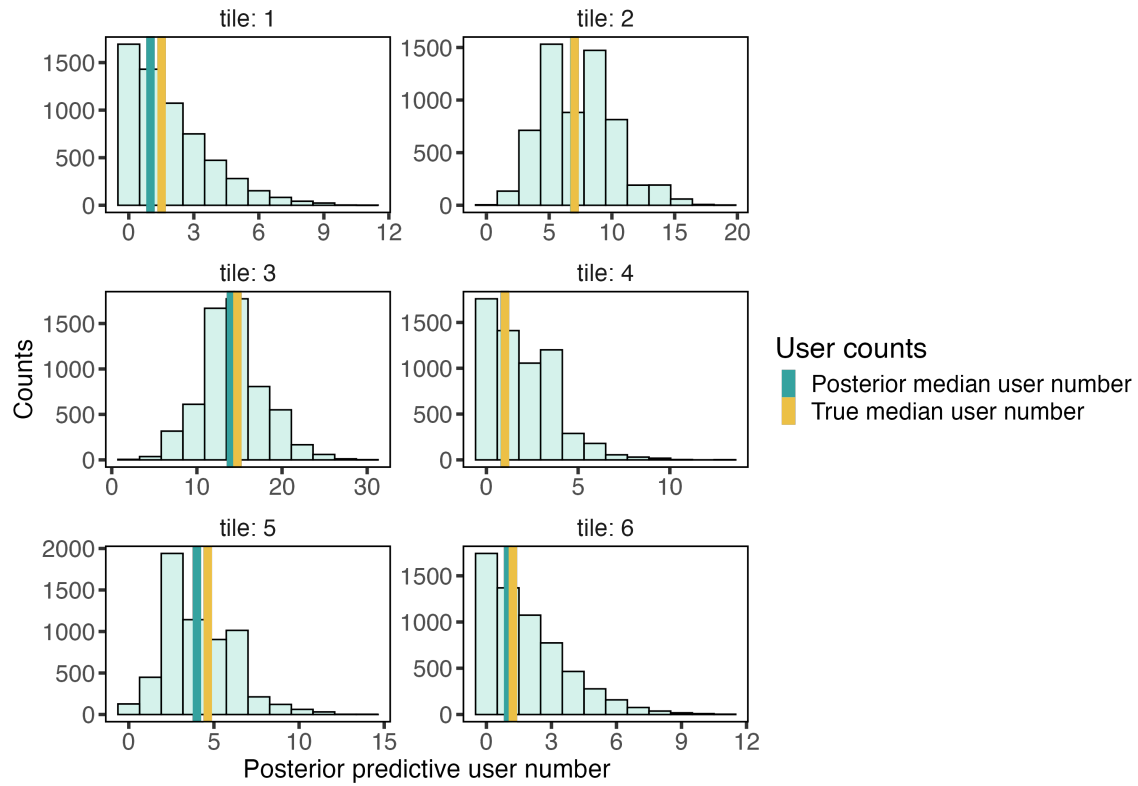 tile: 1
1500
1000
500
0
0 3 6 9 12
tile: 2
1500
1000
500
0
0 5 10 15 20
tile: 3
1500
1000
500
0
0 10 20 30
tile: 4
1500
1000
500
0
0 5 10
tile: 5
2000
1500
1000
500
0
0 5 10 15
tile: 6
1500
1000
500
0
0 3 6 9 12
Counts
Posterior predictive user number
User counts
Posterior median user number
True median user number